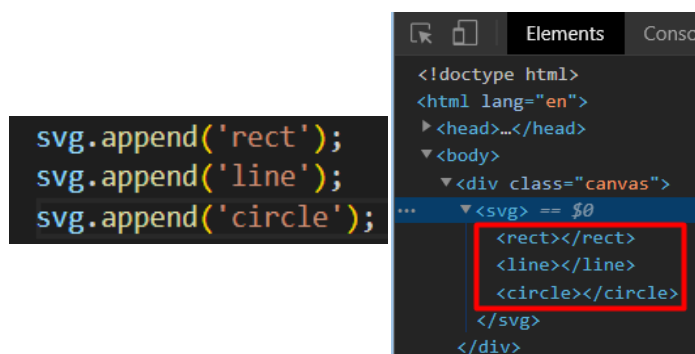 svg.append('rect');
svg.append('line');
svg.append('circle');
Elements Conso
<!doctype html>
<html lang="en">
<head>…</head>
<body>
<div class="canvas">
<svg> == $0
<rect></rect>
<line></line>
<circle></circle>
</svg>
</div>